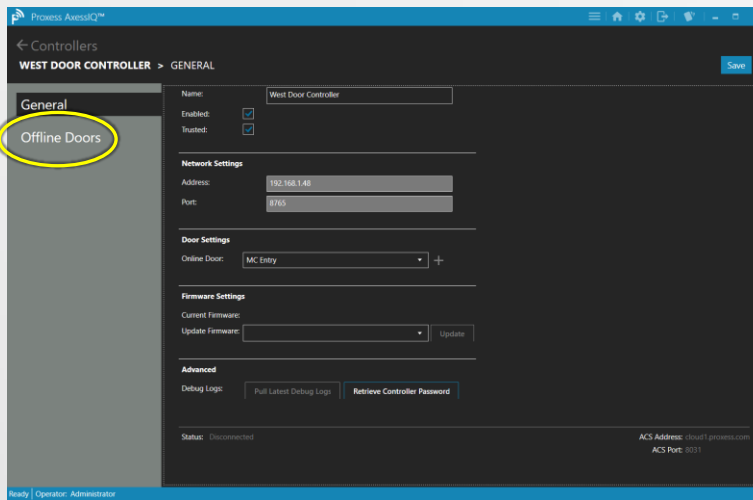 Proxess AxessIQ™
Controllers
WEST DOOR CONTROLLER > GENERAL
Save
General
Offline Doors
Name: West Door Controller
Enabled:
Trusted:
Network Settings
Address: 192.168.1.48
Port: 8765
Door Settings
Online Door: MC Entry
Firmware Settings
Current Firmware:
Update Firmware: Update
Advanced
Debug Logs: Pull Latest Debug Logs Retrieve Controller Password
Status: Disconnected
ACS Address: cloud1.proxess.com
ACS Port: 8031
Ready Operator: Administrator